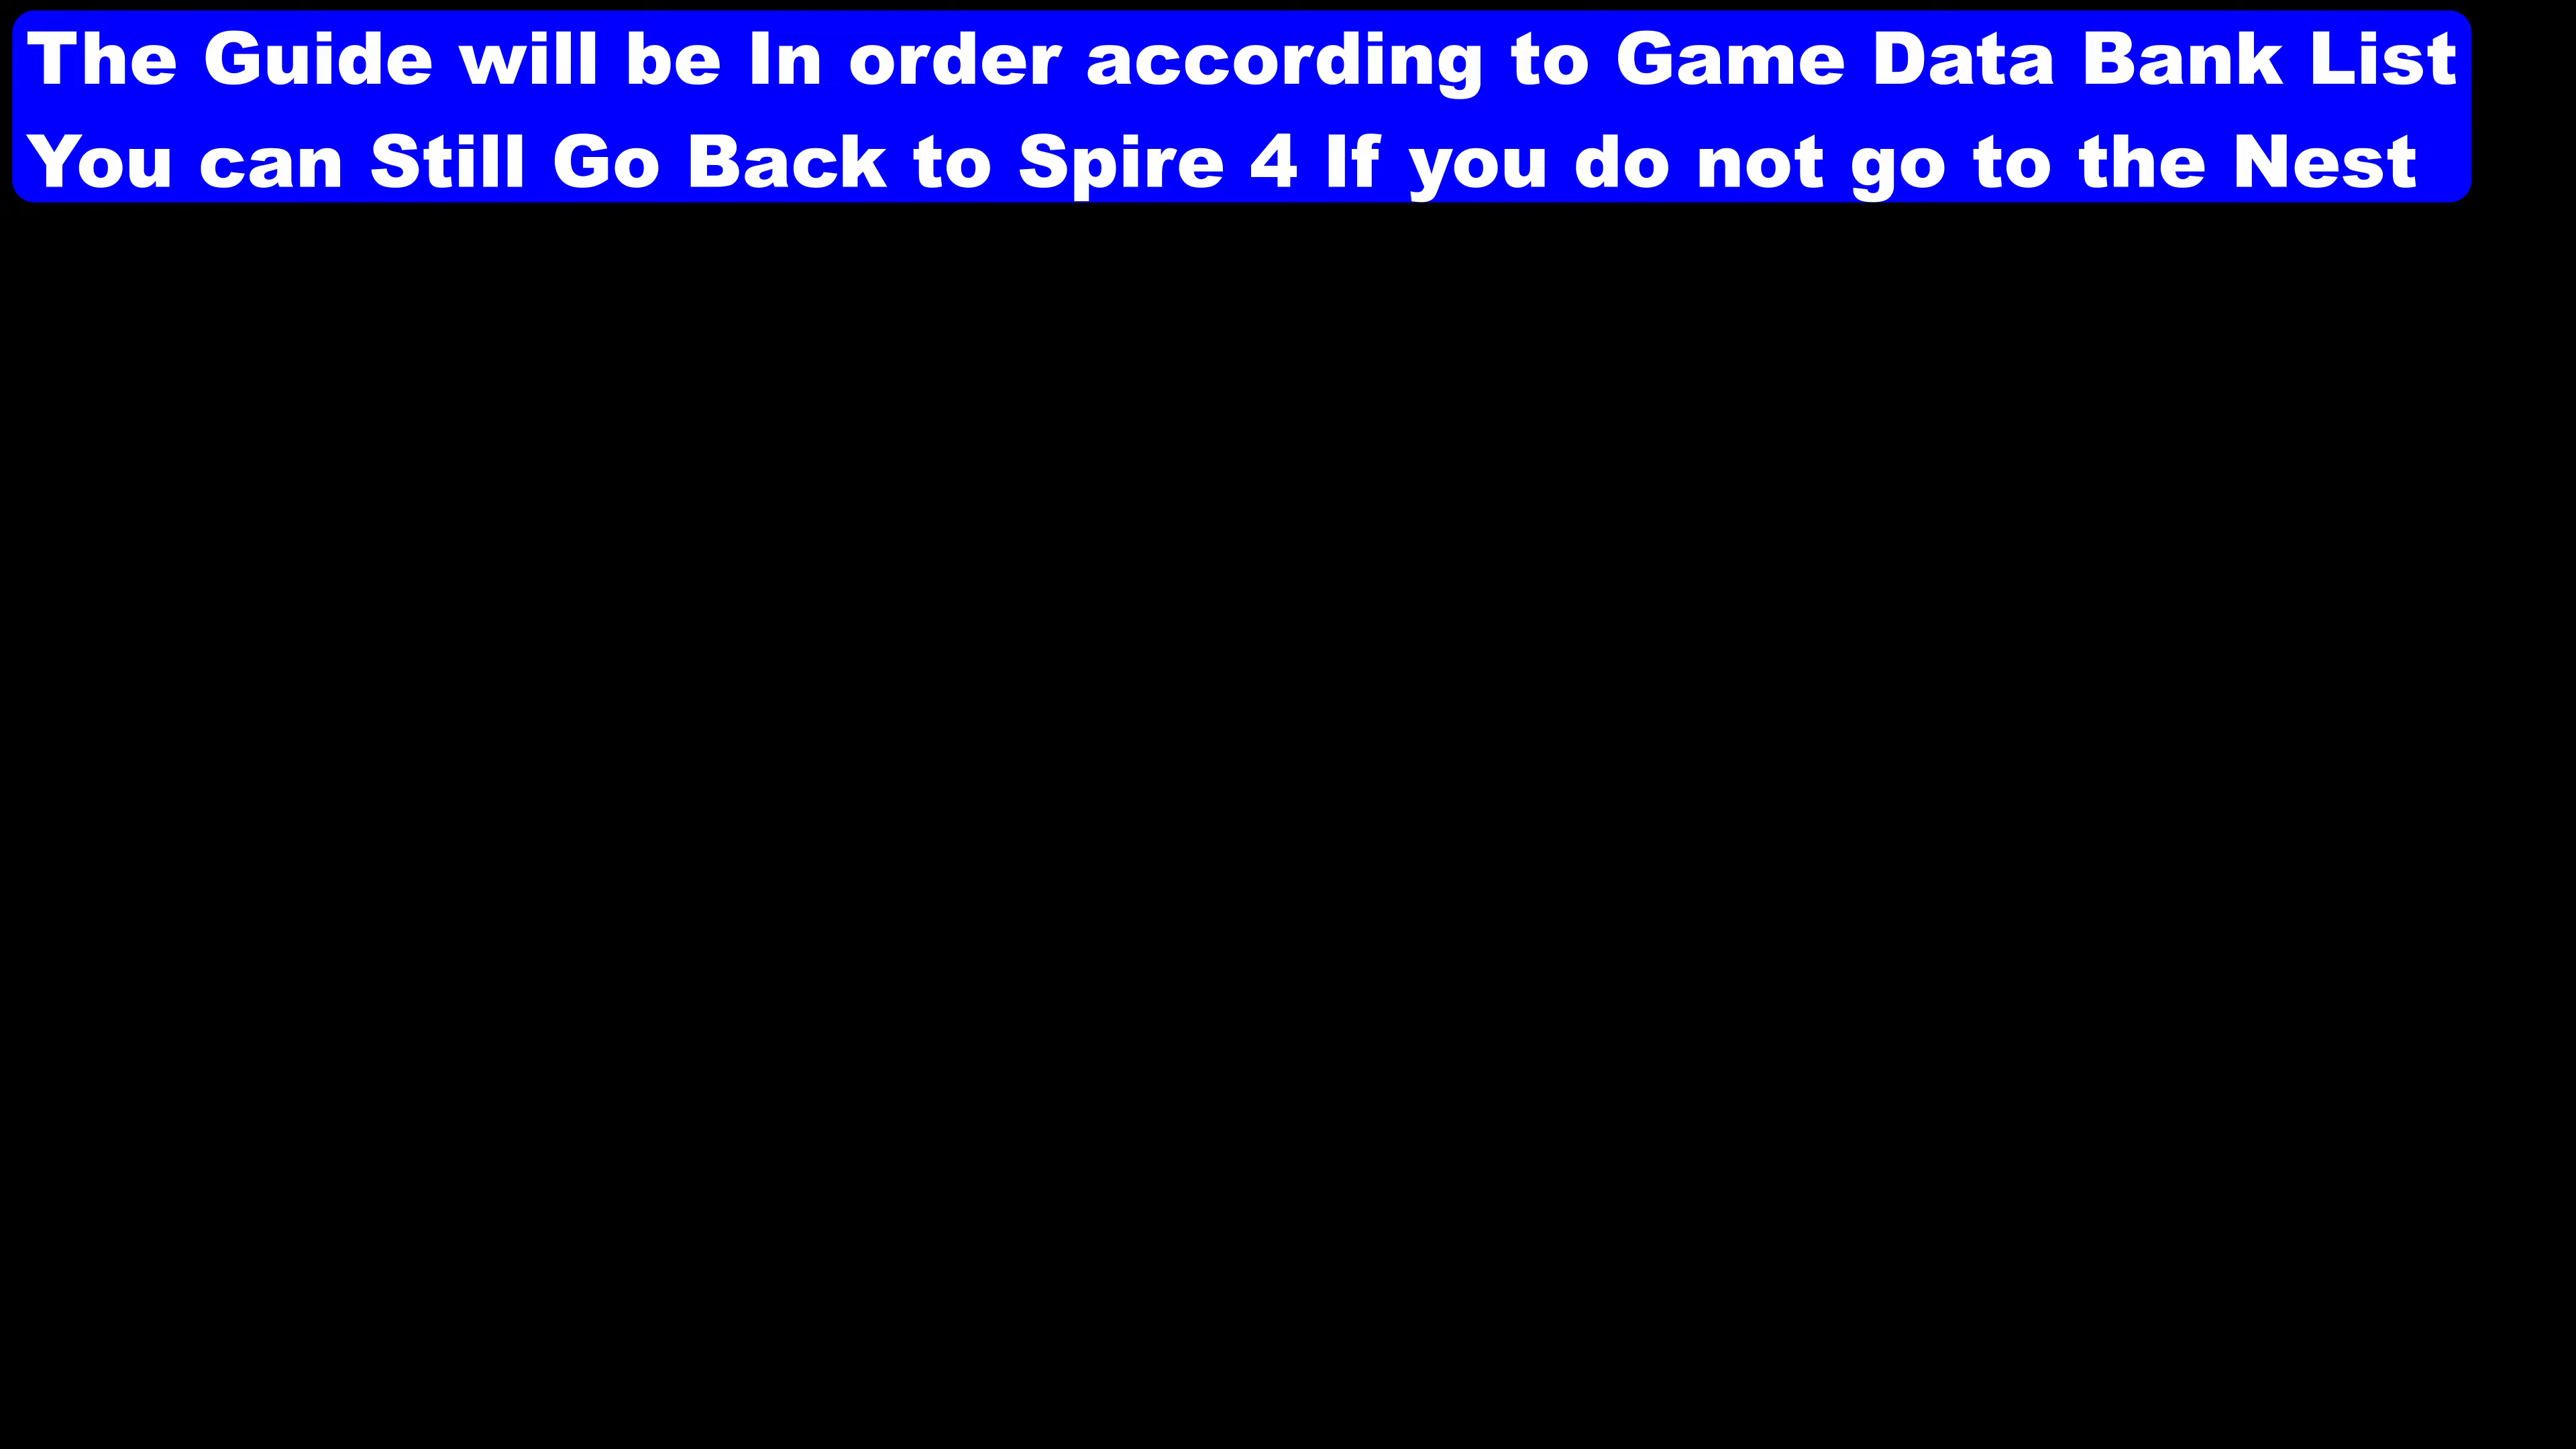 The Guide will be In order according to Game Data Bank List
You can Still Go Back to Spire 4 If you do not go to the Nest